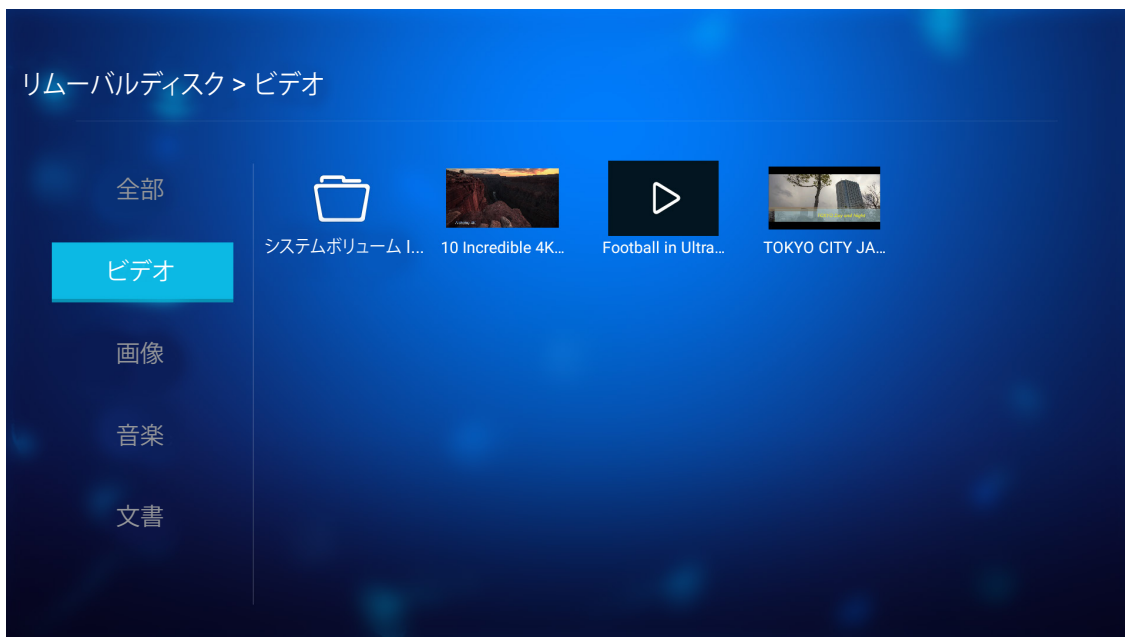 リムーバルディスク > ビデオ
全部
ビデオ
画像
音楽
文書
システムボリューム I...
10 Incredible 4K...
Football in Ultra...
TOKYO CITY JA...